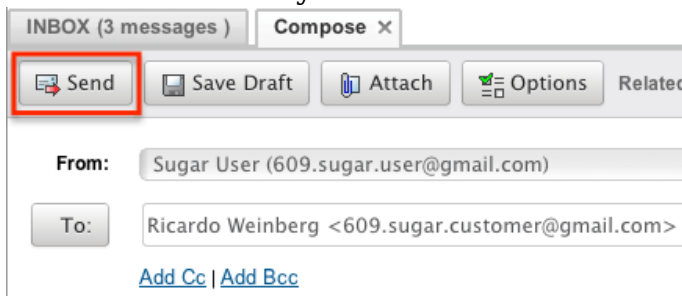 INBOX (3 messages ) Compose ×
Send Save Draft Attach Options Related
From: Sugar User (609.sugar.user@gmail.com)
To: Ricardo Weinberg <609.sugar.customer@gmail.com>
Add Cc | Add Bcc